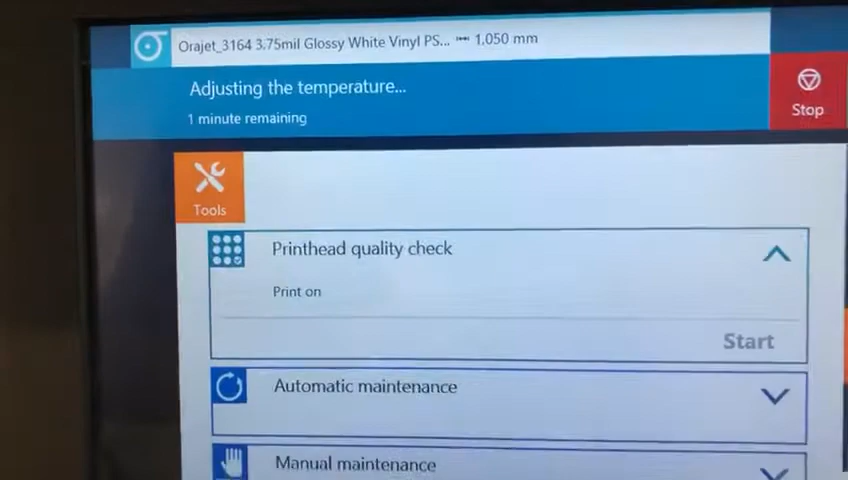 Orajet_3164 3.75mil Glossy White Vinyl PS... 1,050 mm
Adjusting the temperature...
1 minute remaining
Stop
Tools
Printhead quality check
Print on
Start
Automatic maintenance
Manual maintenance